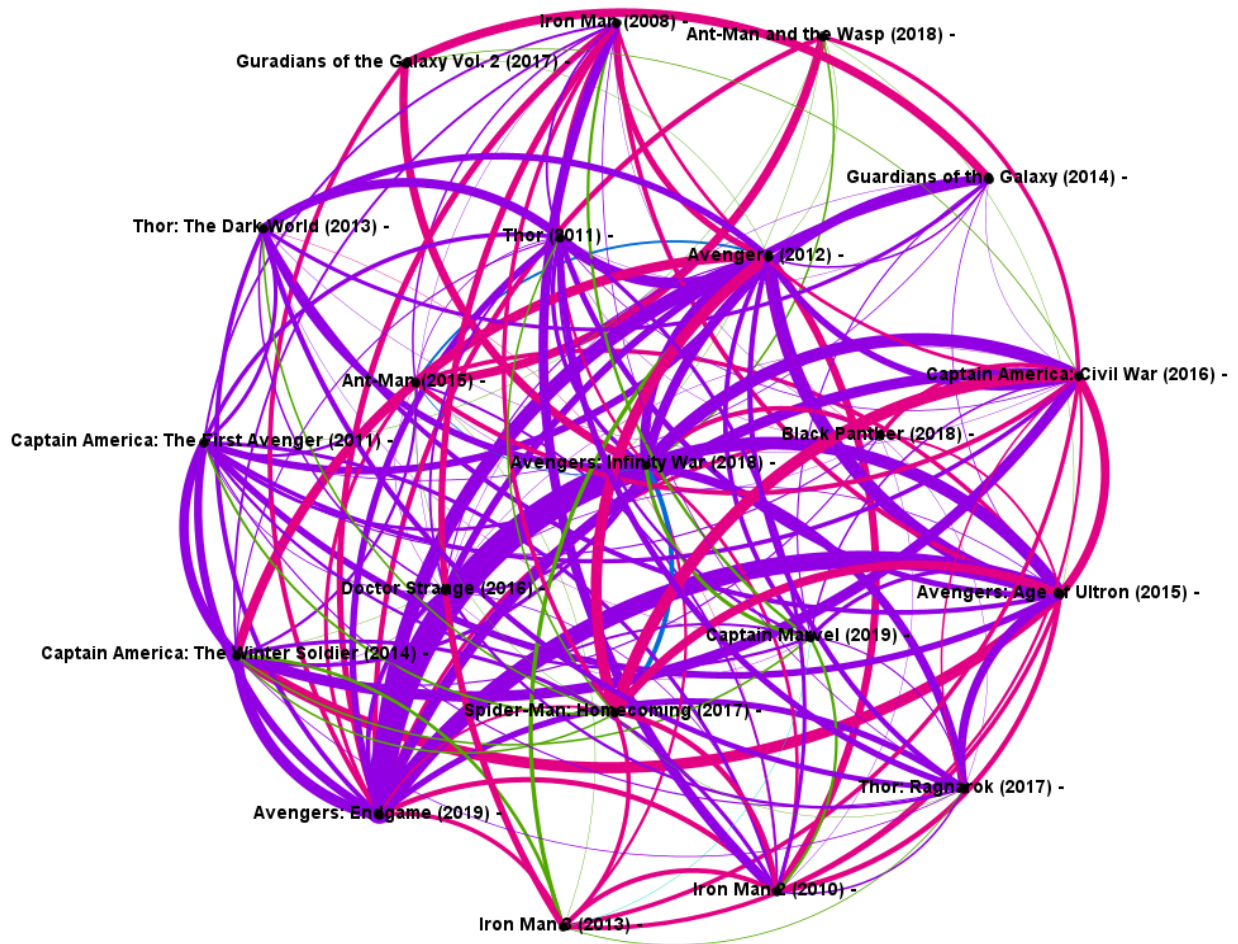 Iron Man (2008) -
Ant-Man and the Wasp (2018) -
Guradians of the Galaxy Vol. 2 (2017) -
Guardians of the Galaxy (2014) -
Thor: The Dark World (2013) -
Thor (2011) -
Avengers (2012) -
Ant-Man (2015) -
Captain America: Civil War (2016) -
Captain America: The First Avenger (2011) -
Black Panther (2018) -
Avengers: Infinity War (2018) -
Doctor Strange (2016) -
Avengers: Age of Ultron (2015) -
Captain Marvel (2019) -
Captain America: The Winter Soldier (2014) -
Spider-Man: Homecoming (2017) -
Thor: Ragnarok (2017) -
Avengers: Endgame (2019) -
Iron Man 2 (2010) -
Iron Man 3 (2013) -